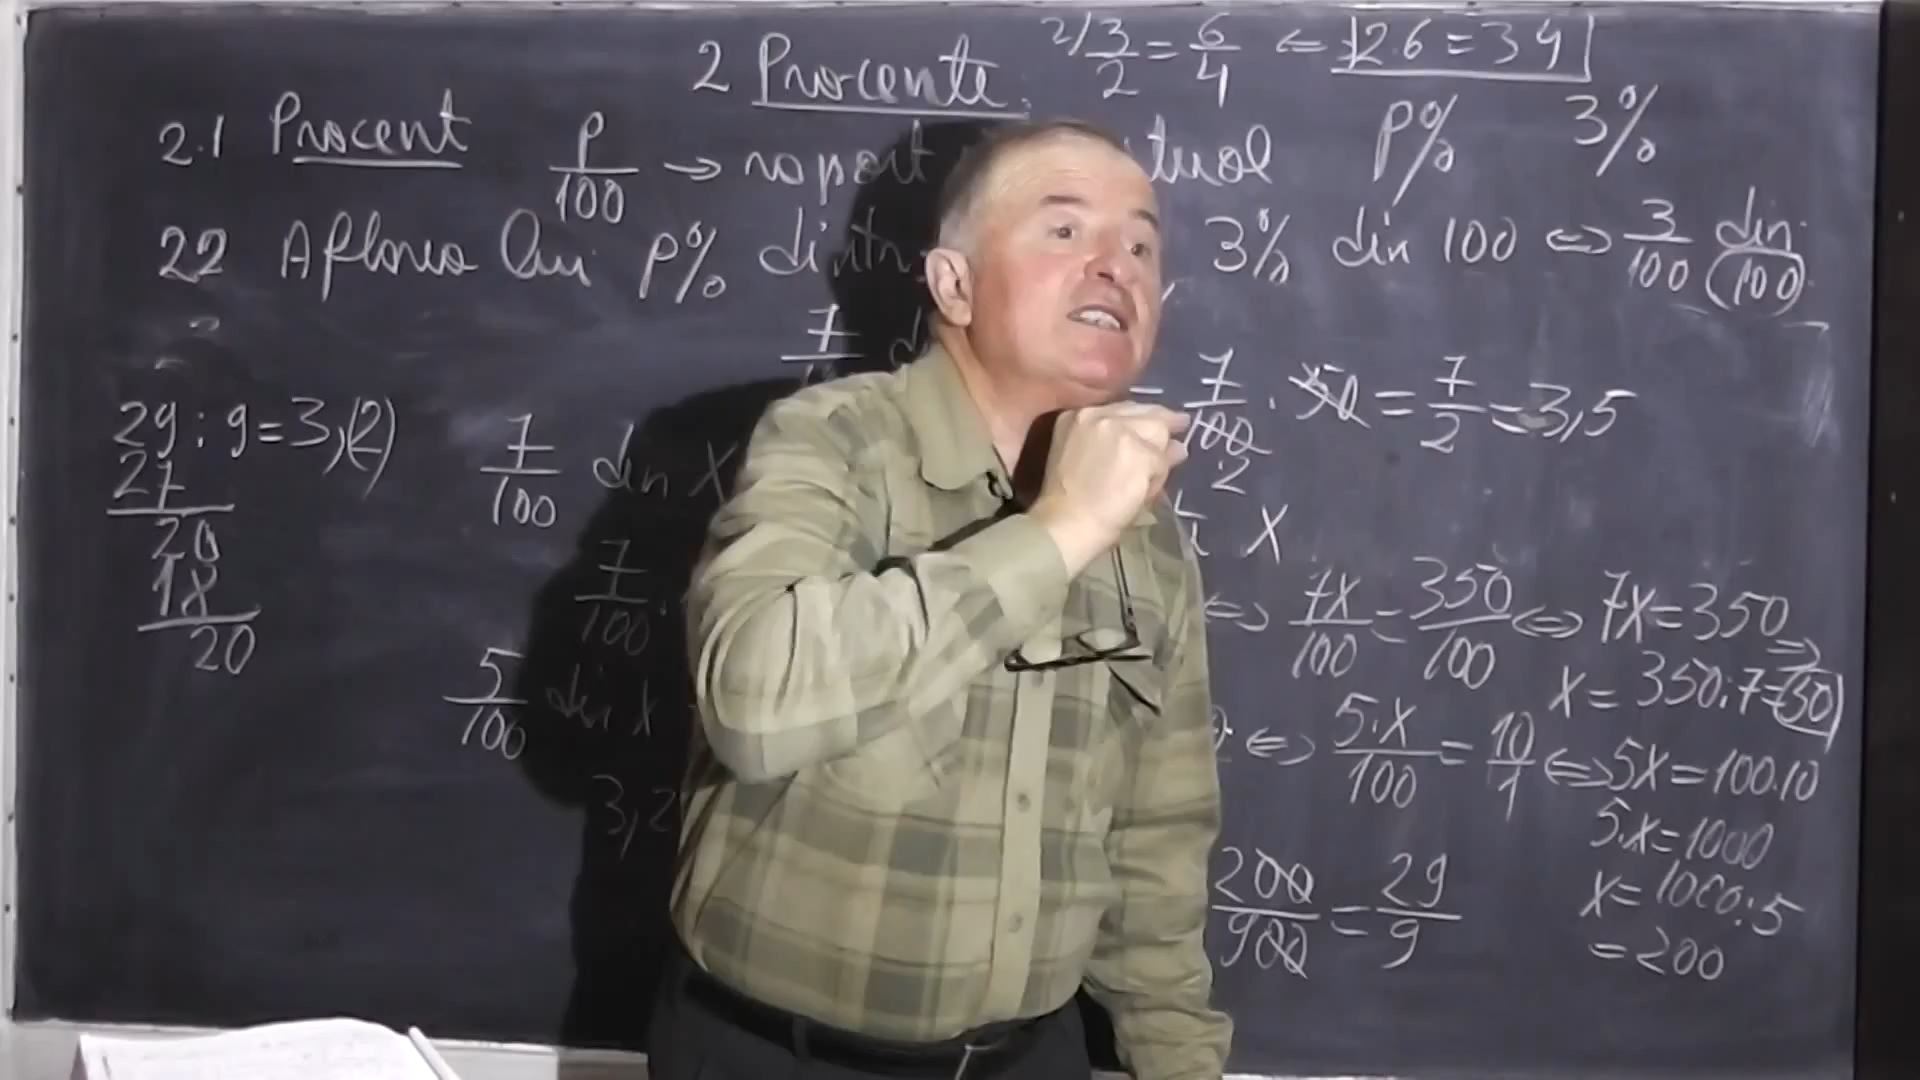 2 Procente. 2/ 3/2 = 6/4 ⇐ 2.6 = 3 4
2.1 Procent P/100 → raport tual P% 3%
22 Aflarea lui P% dintr 3% din 100 ⇔ 3/100 din (100)
7/100 · 50 = 7/2 = 3,5
29 : 9 = 3,(2)
27
20
18
20
7/100 din X
X
7/100 ·
⇔ 7X/100 = 350/100 ⇔ 7X = 350 ⇒
X = 350:7 = 50
5/100 din X
⇔ 5.X/100 = 10/1 ⇔ 5X = 100.10
5.X = 1000
X = 1000:5
= 200
3,2
200/900 = 29/9